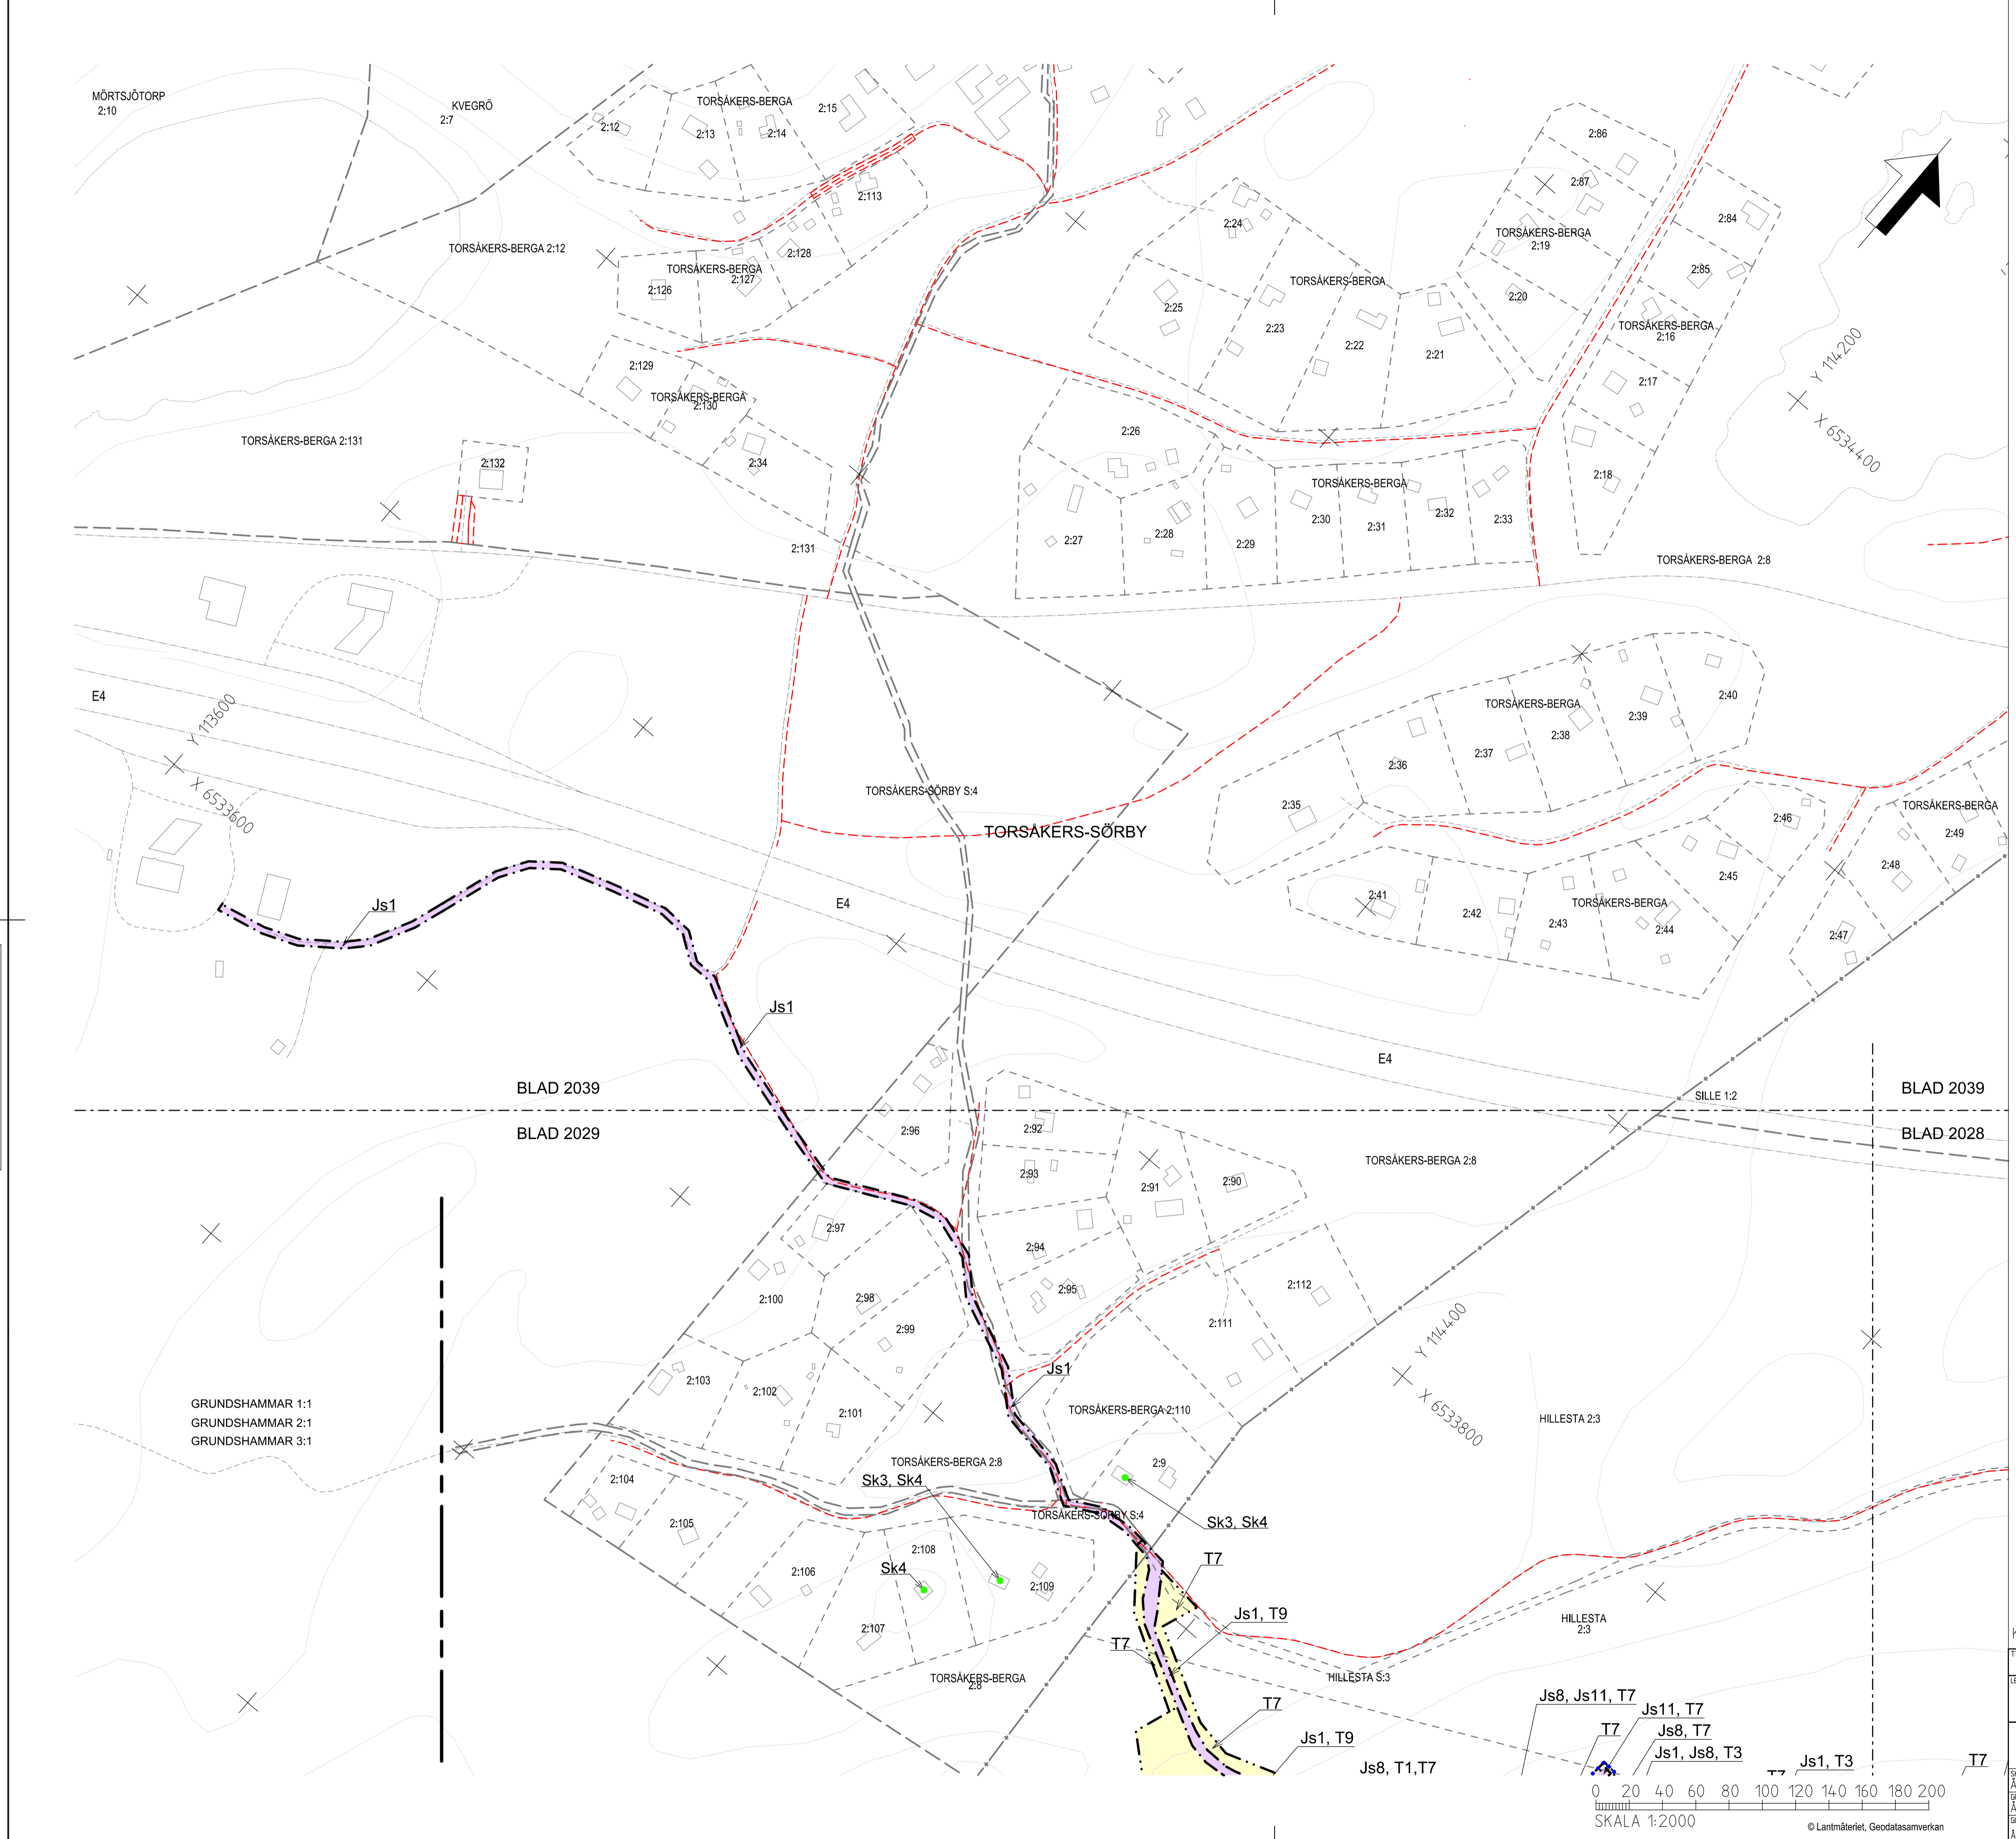 MÖRTSJÖTORP
2:10
KVEGRÖ
2:7
TORSÅKERS-BERGA
2:15
2:12
2:13
2:14
2:86
2:113
2:87
2:84
2:24
TORSÅKERS-BERGA
2:19
TORSÅKERS-BERGA 2:12
2:128
TORSÅKERS-BERGA
2:127
2:126
2:85
TORSÅKERS-BERGA
2:25
2:23
2:20
2:22
2:21
TORSÅKERS-BERGA
2:16
Y 114200
X 6534400
2:129
TORSÅKERS-BERGA
2:130
2:17
2:26
TORSÅKERS-BERGA 2:131
2:132
2:34
2:18
TORSÅKERS-BERGA
2:30
2:31
2:32
2:33
2:27
2:28
2:29
2:131
TORSÅKERS-BERGA 2:8
E4
Y 113600
X 6533600
TORSÅKERS-BERGA
2:40
2:39
2:38
2:37
2:36
TORSÅKERS-SÖRBY S:4
2:35
TORSÅKERS-SÖRBY
TORSÅKERS-BERGA
2:46
2:49
2:48
2:45
2:41
E4
TORSÅKERS-BERGA
2:42
2:43
2:44
2:47
Js1
Js1
E4
BLAD 2039
BLAD 2039
SILLE 1:2
BLAD 2029
BLAD 2028
2:96
2:92
2:93
TORSÅKERS-BERGA 2:8
2:91
2:90
2:97
2:94
2:95
2:112
2:100
2:98
2:99
2:111
Y 114400
X 6533800
Js1
2:103
2:102
GRUNDSHAMMAR 1:1
GRUNDSHAMMAR 2:1
GRUNDSHAMMAR 3:1
2:101
TORSÅKERS-BERGA 2:110
HILLESTA 2:3
TORSÅKERS-BERGA 2:8
Sk3, Sk4
2:9
2:104
TORSÅKERS-SÖRBY S:4
Sk3, Sk4
2:105
2:108
T7
Sk4
2:106
2:109
Js1, T9
HILLESTA
2:3
2:107
T7
TORSÅKERS-BERGA
2:8
HILLESTA S:3
T7
Js8, Js11, T7
Js11, T7
T7
Js8, T7
Js1, T9
Js1, Js8, T3
Js8, T1,T7
Js1, T3
T7
T7
0 20 40 60 80 100 120 140 160 180 200
SKALA 1:2000
© Lantmäteriet, Geodatasamverkan